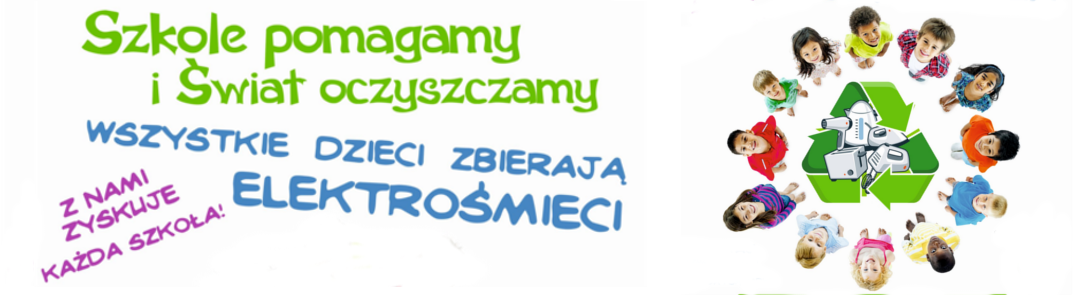 Szkole pomagamy
i Świat oczyszczamy
WSZYSTKIE DZIECI ZBIERAJĄ
ELEKTROŚMIECI
Z NAMI
ZYSKUJE
KAŻDA SZKOŁA!